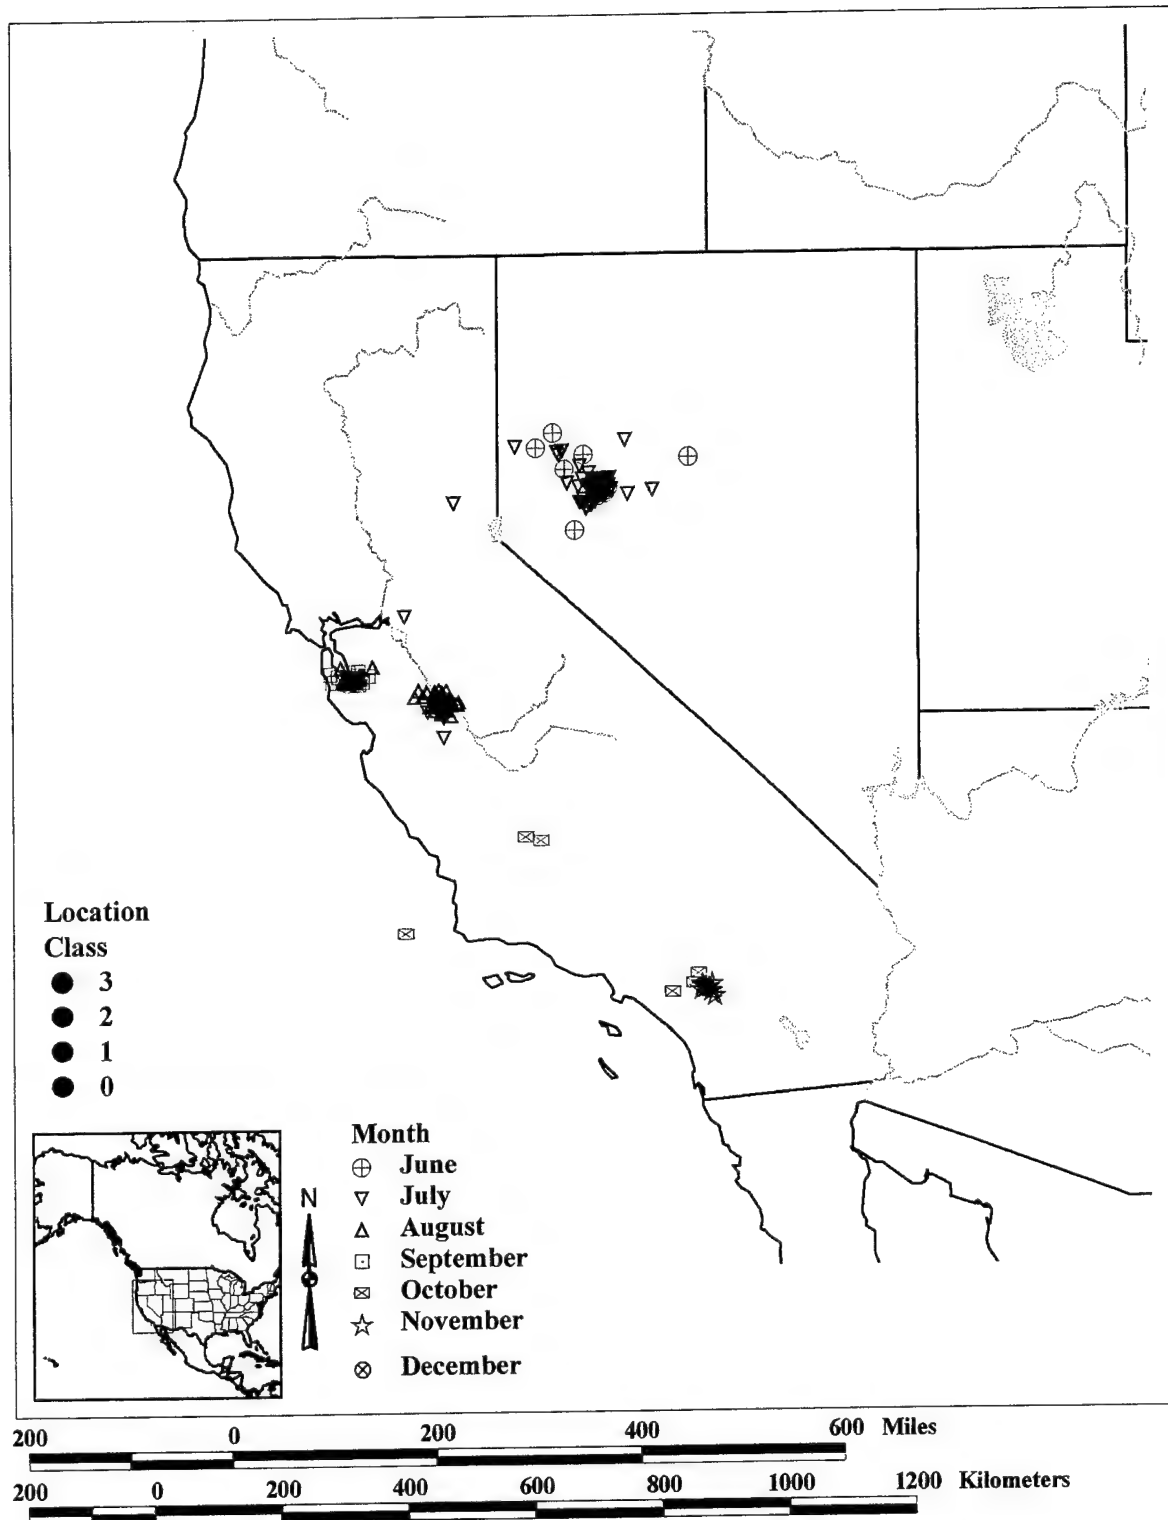 Location
Class
3
2
1
0
Month
June
July
August
September
October
November
December
N
200 0 200 400 600 Miles
200 0 200 400 600 800 1000 1200 Kilometers